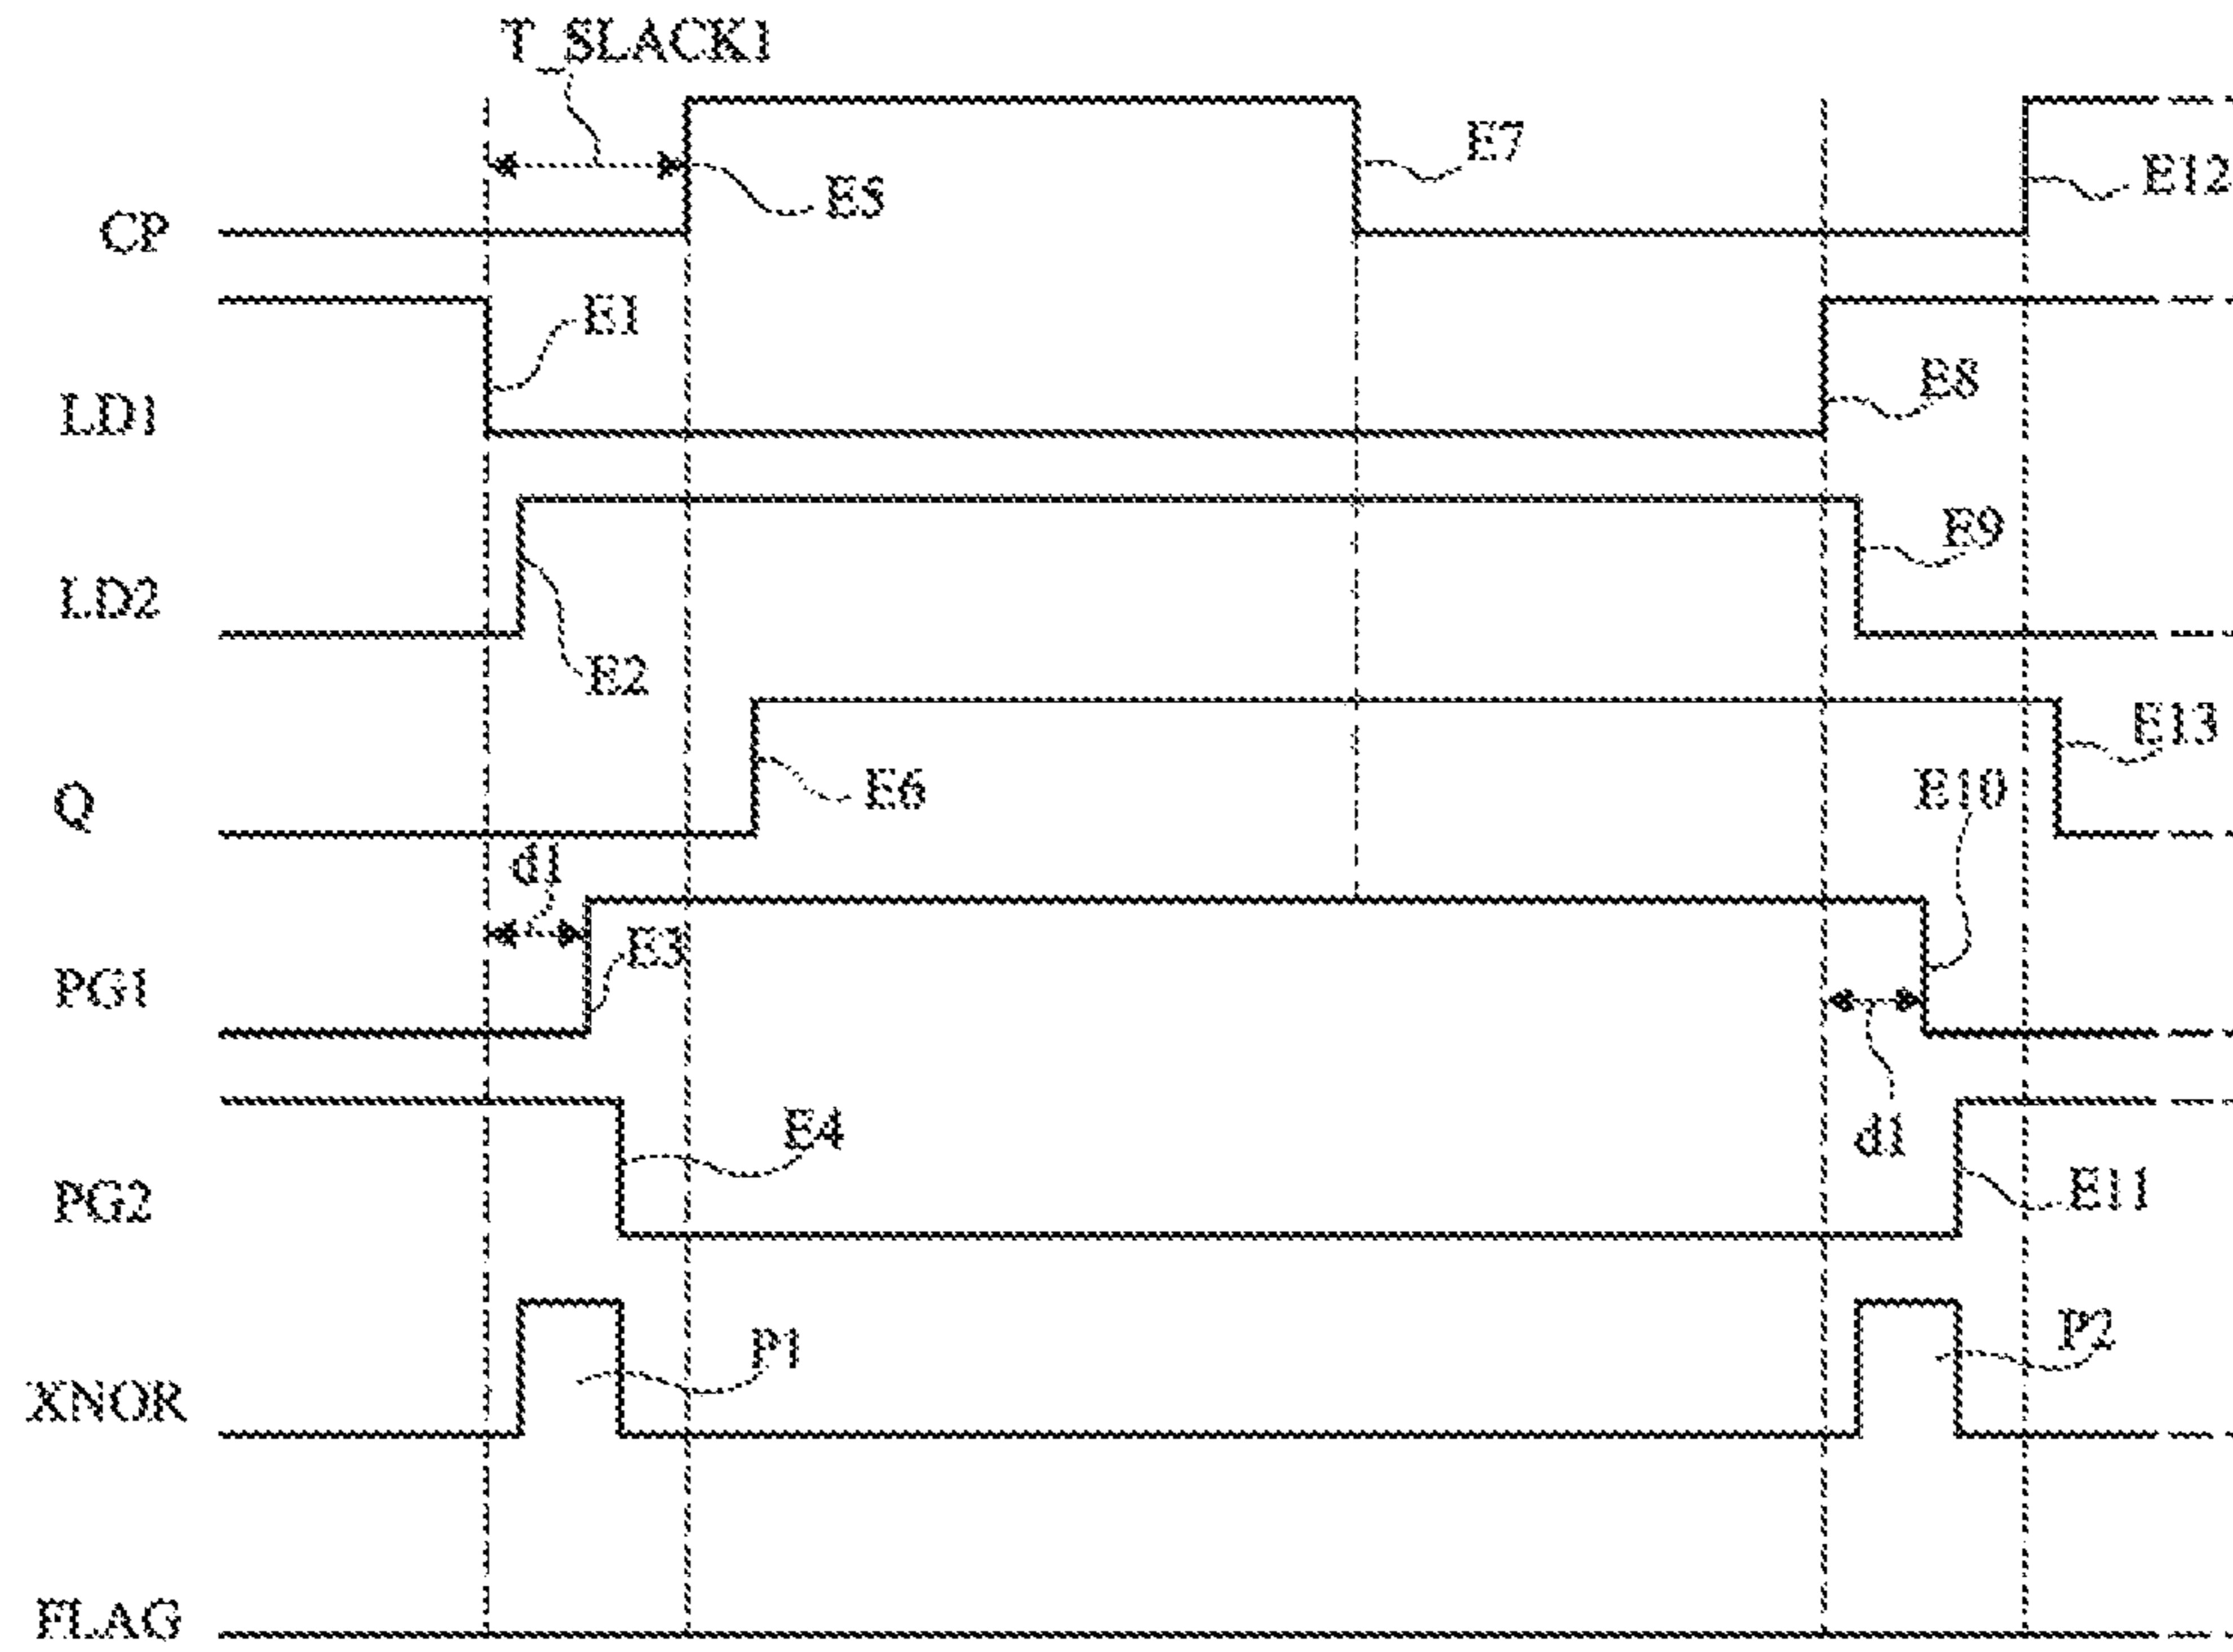 T_SLACK1
E7
E12
E5
CP
E1
E8
LD1
E9
LD2
E2
E13
E6
E10
Q
d1
E3
PG1
E4
d1
PG2
E11
P1
P2
XNOR
FLAG